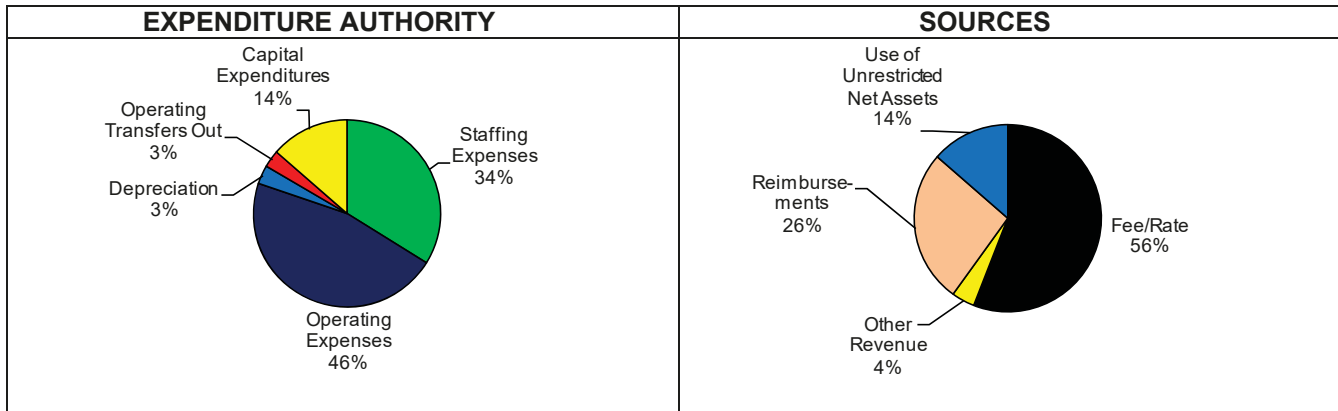 EXPENDITURE AUTHORITY
Capital
Expenditures
14%
Operating
Transfers Out
3%
Depreciation
3%
Staffing
Expenses
34%
Operating
Expenses
46%
SOURCES
Use of
Unrestricted
Net Assets
14%
Reimburse-
ments
26%
Fee/Rate
56%
Other
Revenue
4%